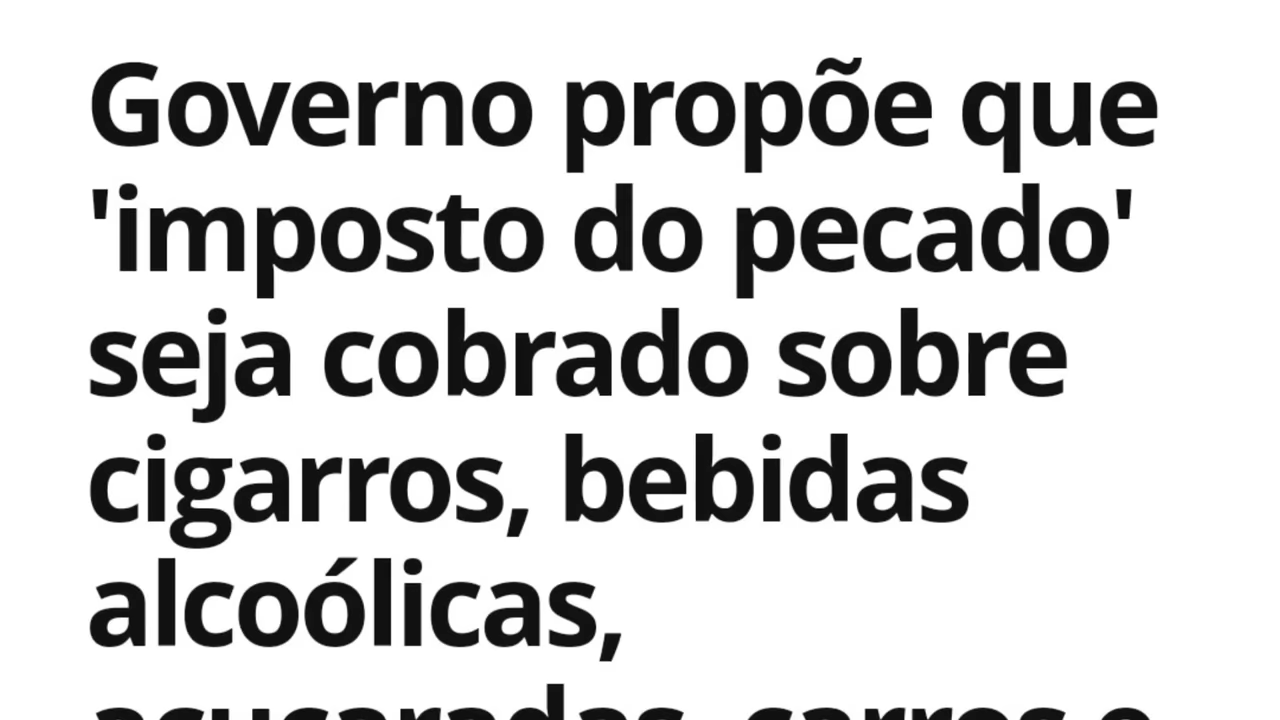 Governo propõe que
'imposto do pecado'
seja cobrado sobre
cigarros, bebidas
alcoólicas,
açucaradas, carros e